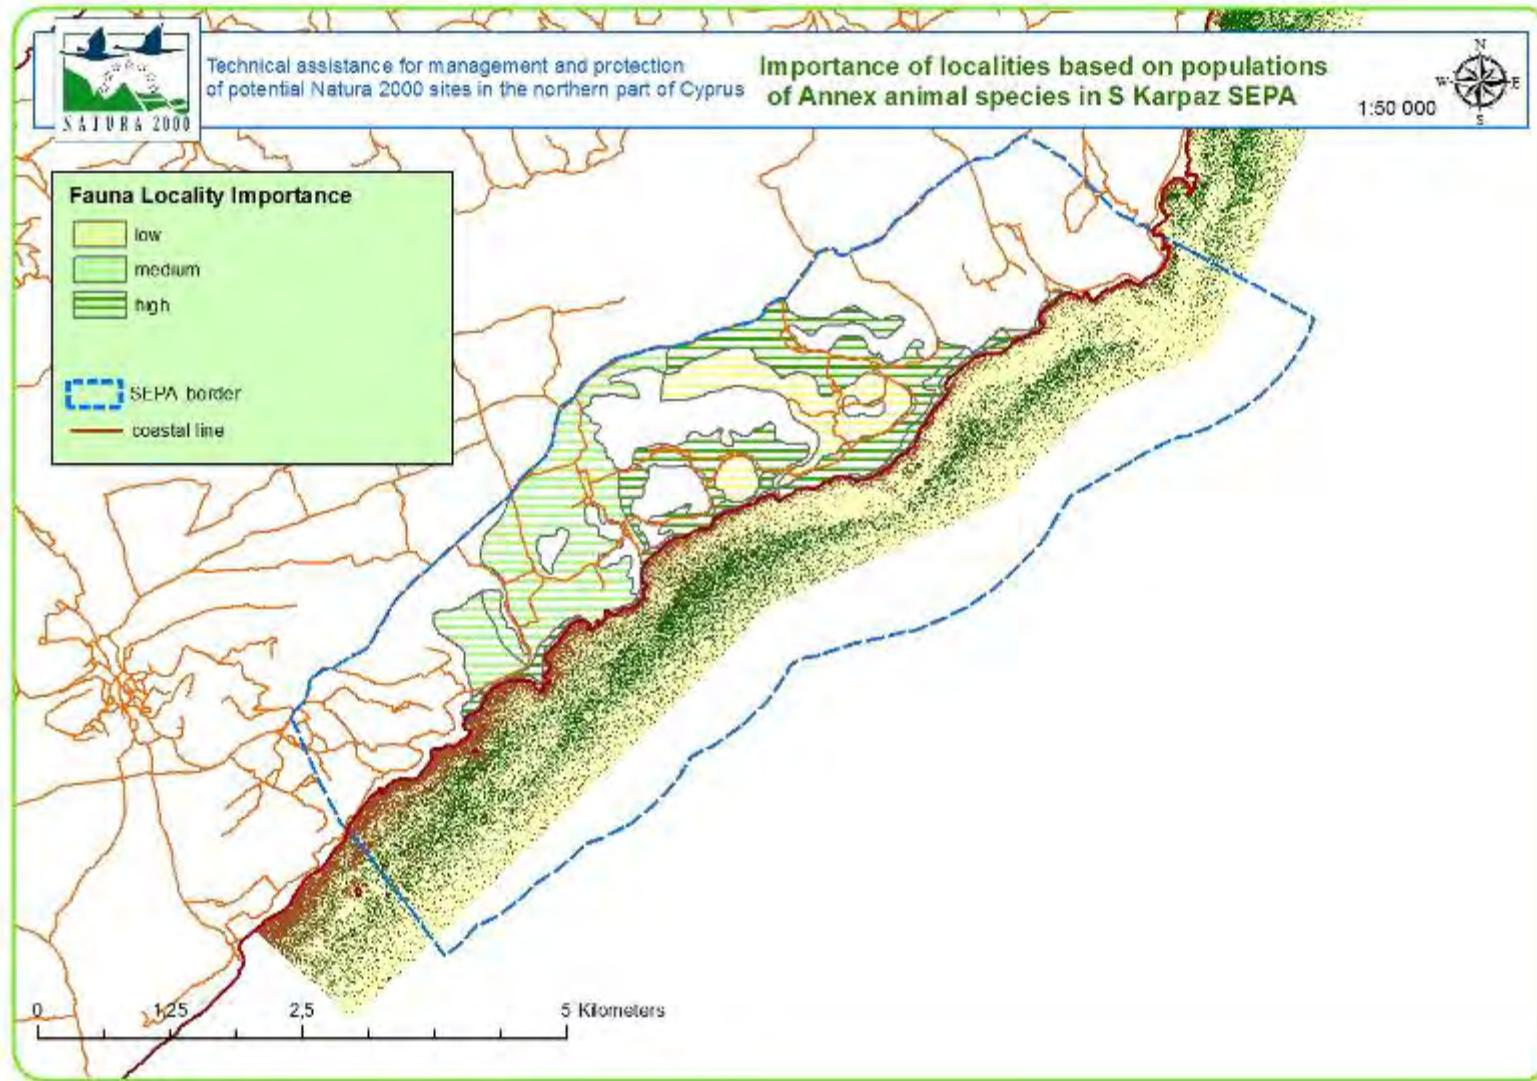 Technical assistance for management and protection
of potential Natura 2000 sites in the northern part of Cyprus
Importance of localities based on populations
of Annex animal species in S Karpaz SEPA
1:50 000
N
W
E
S
NATURA 2000
Fauna Locality Importance
low
medium
high
SEPA border
coastal line
0
1,25
2,5
5 Kilometers